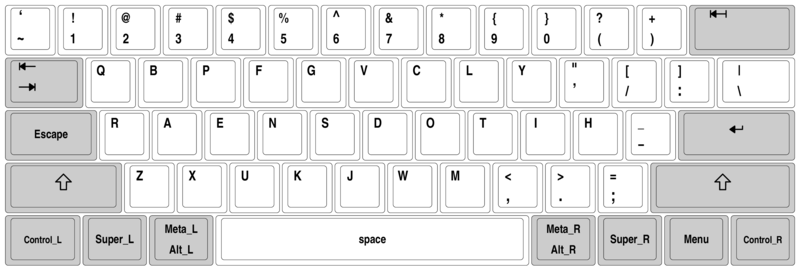 ‘ ! @ # $ % ^ & * { } ? +
~ 1 2 3 4 5 6 7 8 9 0 ( )
Q B P F G V C L Y " [ ] |
' / : \
Escape R A E N S D O T I H _
-
Z X U K J W M < > =
, . ;
Control_L Super_L Meta_L space Meta_R Super_R Menu Control_R
Alt_L Alt_R